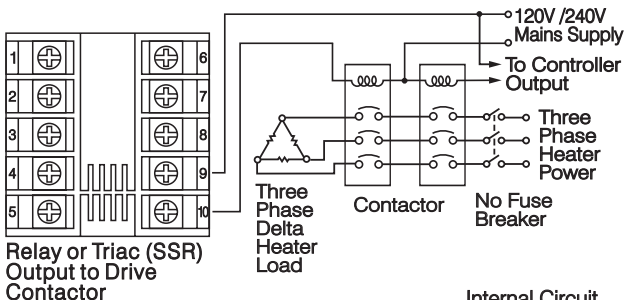 120V /240V
Mains Supply
To Controller
Output
1
2
3
4
5
6
7
8
9
10
Three
Phase
Delta
Heater
Load
Contactor
Three
Phase
Heater
Power
No Fuse
Breaker
Relay or Triac (SSR)
Output to Drive
Contactor
Internal Circuit